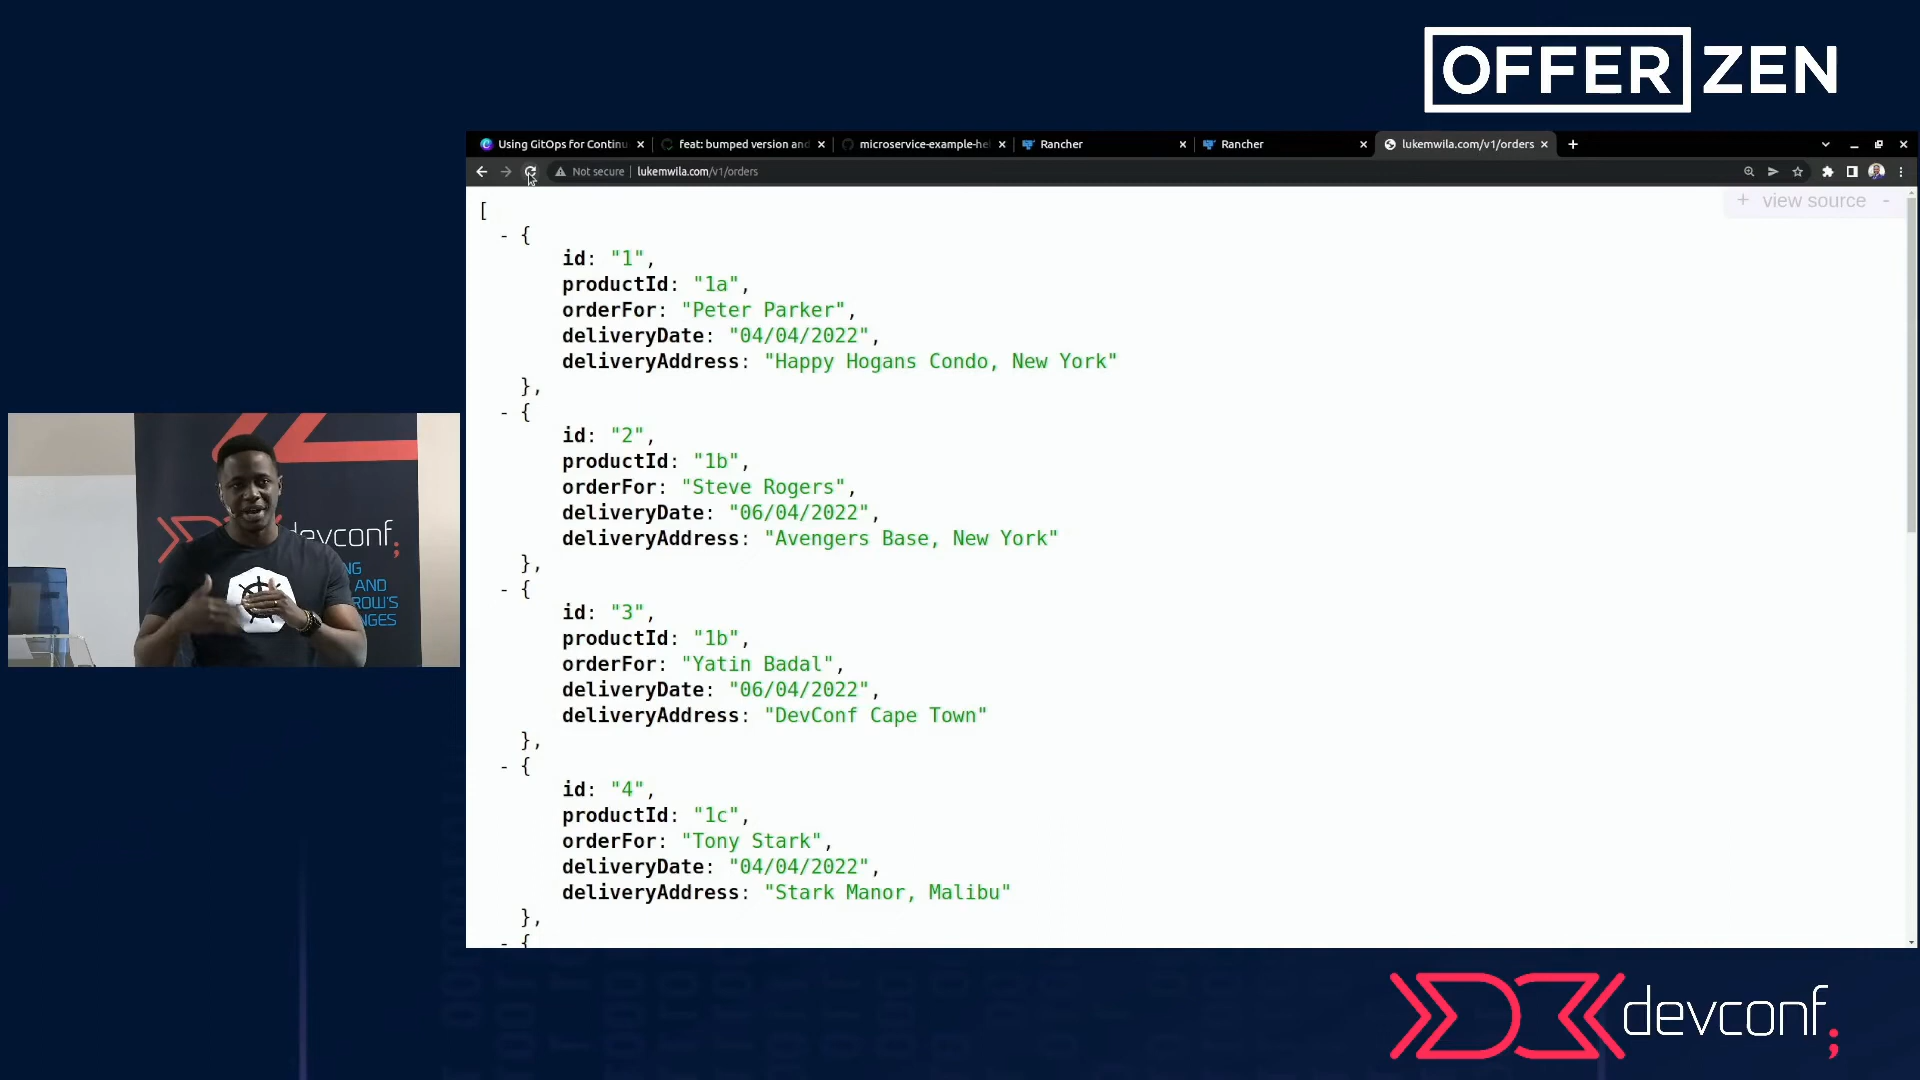 OFFERZEN
Using GitOps for Continu
feat: bumped version and
microservice-example-he
Rancher
Rancher
lukemwila.com/v1/orders
Not secure
lukemwila.com/v1/orders
+ view source -
[
- {
id: "1",
productId: "1a",
orderFor: "Peter Parker",
deliveryDate: "04/04/2022",
deliveryAddress: "Happy Hogans Condo, New York"
},
- {
id: "2",
productId: "1b",
orderFor: "Steve Rogers",
deliveryDate: "06/04/2022",
deliveryAddress: "Avengers Base, New York"
},
- {
id: "3",
productId: "1b",
orderFor: "Yatin Badal",
deliveryDate: "06/04/2022",
deliveryAddress: "DevConf Cape Town"
},
- {
id: "4",
productId: "1c",
orderFor: "Tony Stark",
deliveryDate: "04/04/2022",
deliveryAddress: "Stark Manor, Malibu"
},
- {
devconf;
AND
devconf;